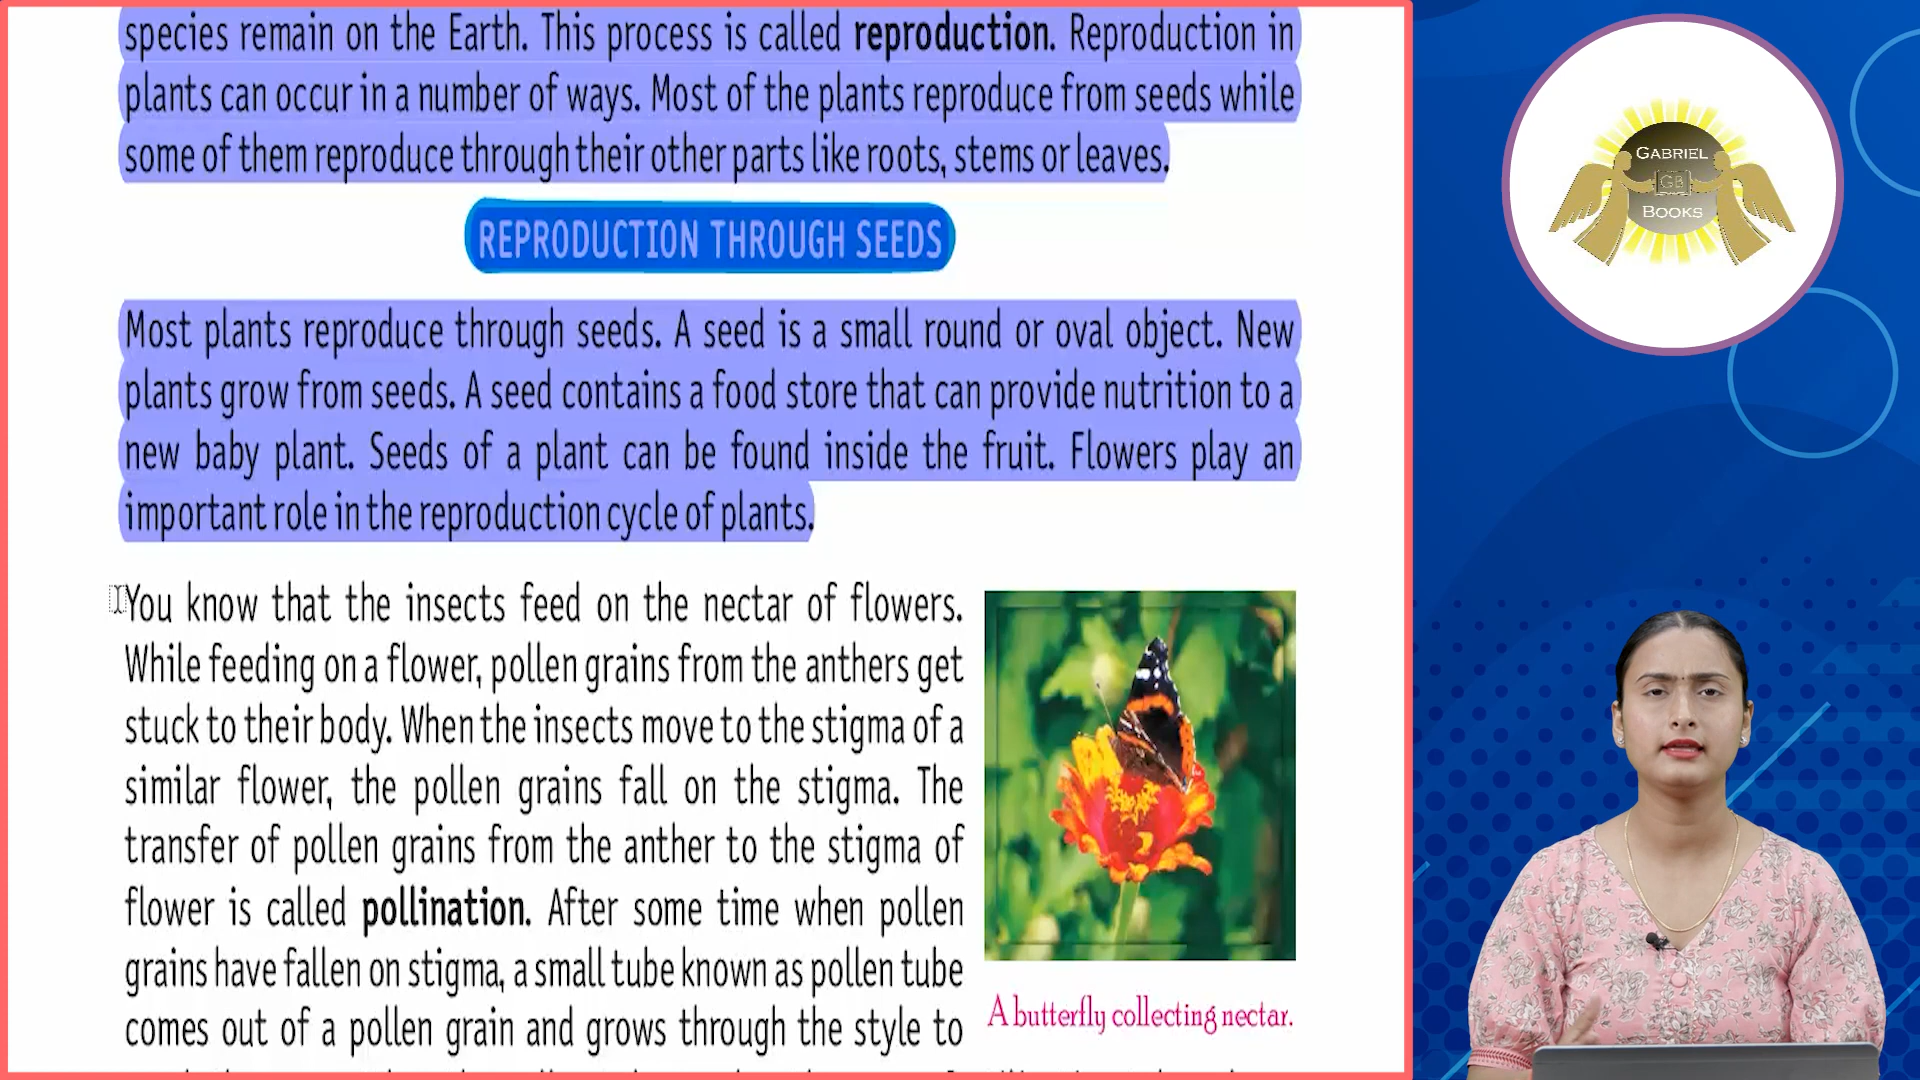 species remain on the Earth. This process is called reproduction. Reproduction in
plants can occur in a number of ways. Most of the plants reproduce from seeds while
some of them reproduce through their other parts like roots, stems or leaves.
REPRODUCTION THROUGH SEEDS
Most plants reproduce through seeds. A seed is a small round or oval object. New
plants grow from seeds. A seed contains a food store that can provide nutrition to a
new baby plant. Seeds of a plant can be found inside the fruit. Flowers play an
important role in the reproduction cycle of plants.
You know that the insects feed on the nectar of flowers.
While feeding on a flower, pollen grains from the anthers get
stuck to their body. When the insects move to the stigma of a
similar flower, the pollen grains fall on the stigma. The
transfer of pollen grains from the anther to the stigma of
flower is called pollination. After some time when pollen
grains have fallen on stigma, a small tube known as pollen tube
comes out of a pollen grain and grows through the style to
A butterfly collecting nectar.
GABRIEL
GB
BOOKS